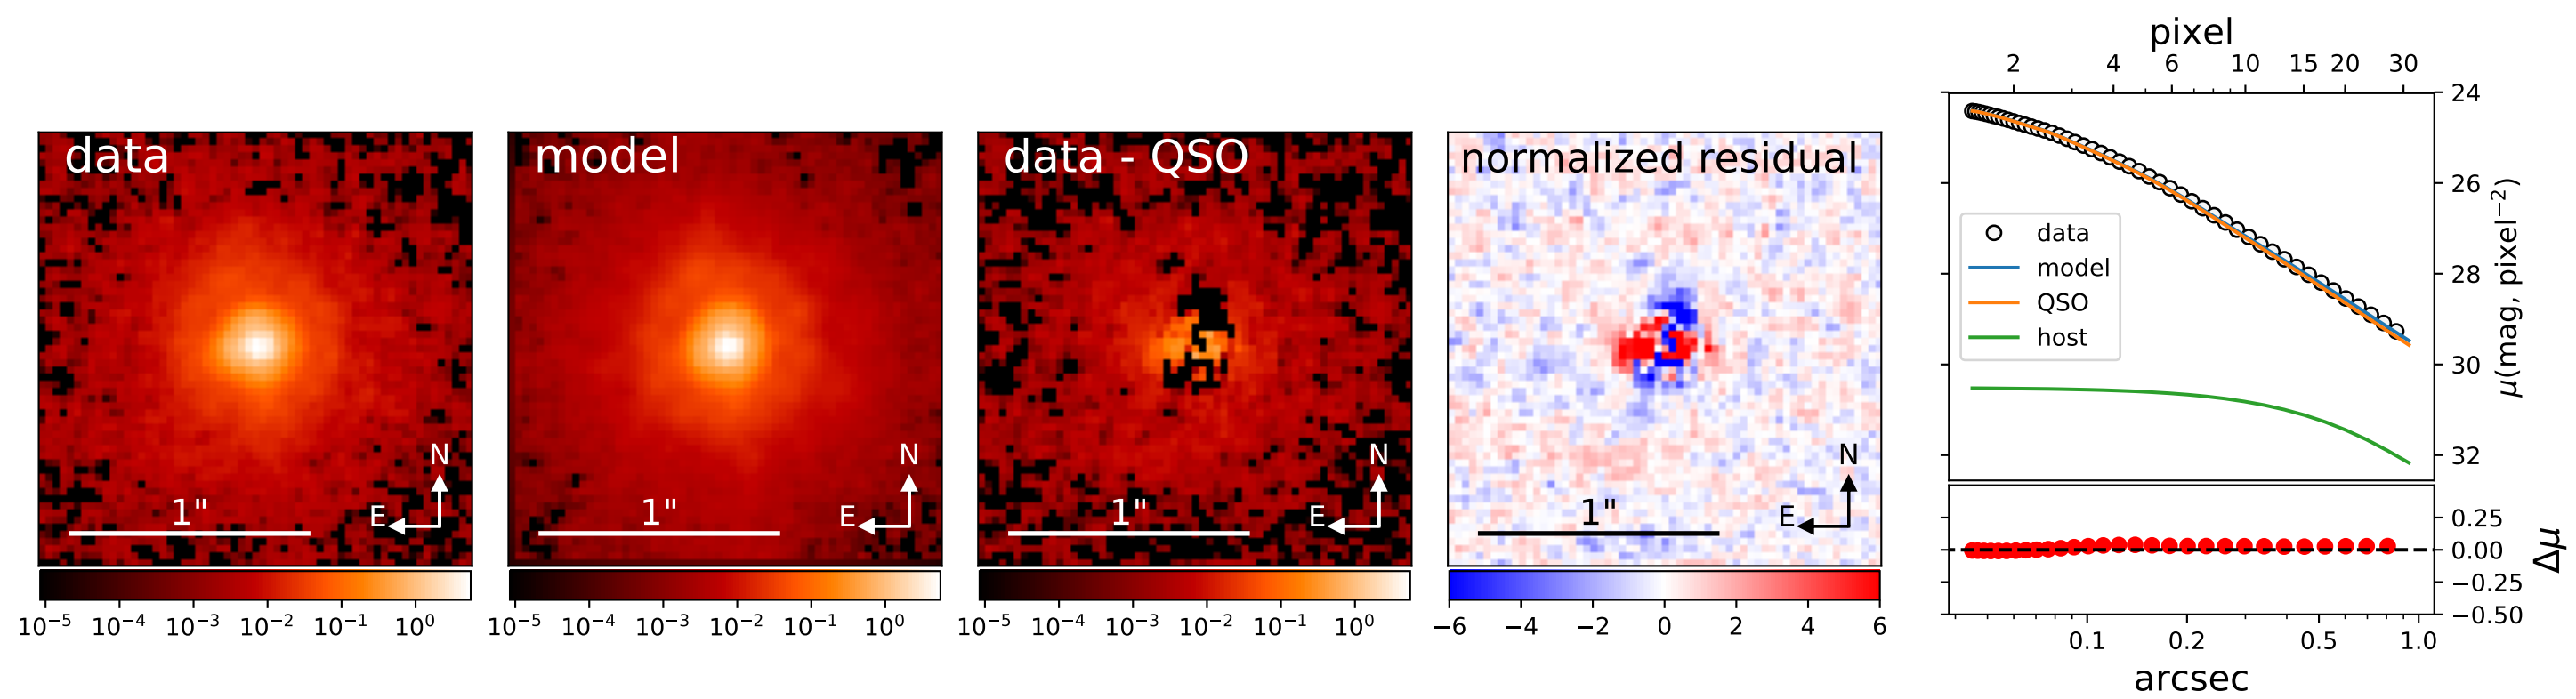 data
N
E
1"
10⁻⁵ 10⁻⁴ 10⁻³ 10⁻² 10⁻¹ 10⁰
model
N
E
1"
10⁻⁵ 10⁻⁴ 10⁻³ 10⁻² 10⁻¹ 10⁰
data - QSO
N
E
1"
10⁻⁵ 10⁻⁴ 10⁻³ 10⁻² 10⁻¹ 10⁰
normalized residual
N
E
1"
−6 −4 −2 0 2 4 6
pixel
2 4 6 10 15 20 30
24
26
28
30
32
μ(mag, pixel⁻²)
data
model
QSO
host
0.25
0.00
−0.25
−0.50
Δμ
0.1 0.2 0.5 1.0
arcsec